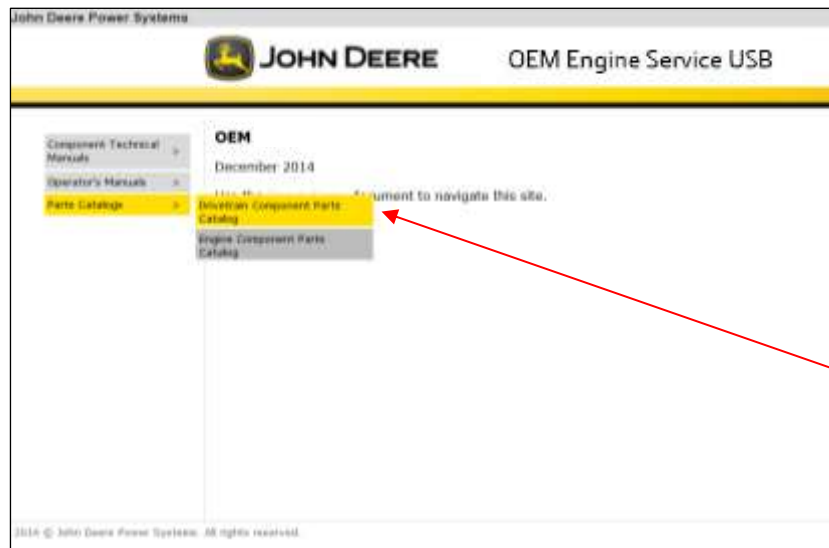 John Deere Power Systems
JOHN DEERE
OEM Engine Service USB
Component Technical
Manuals
Operator's Manuals
Parts Catalogs
OEM
December 2014
document to navigate this site.
Drivetrain Component Parts
Catalog
Engine Component Parts
Catalog
2014 © John Deere Power Systems. All rights reserved.